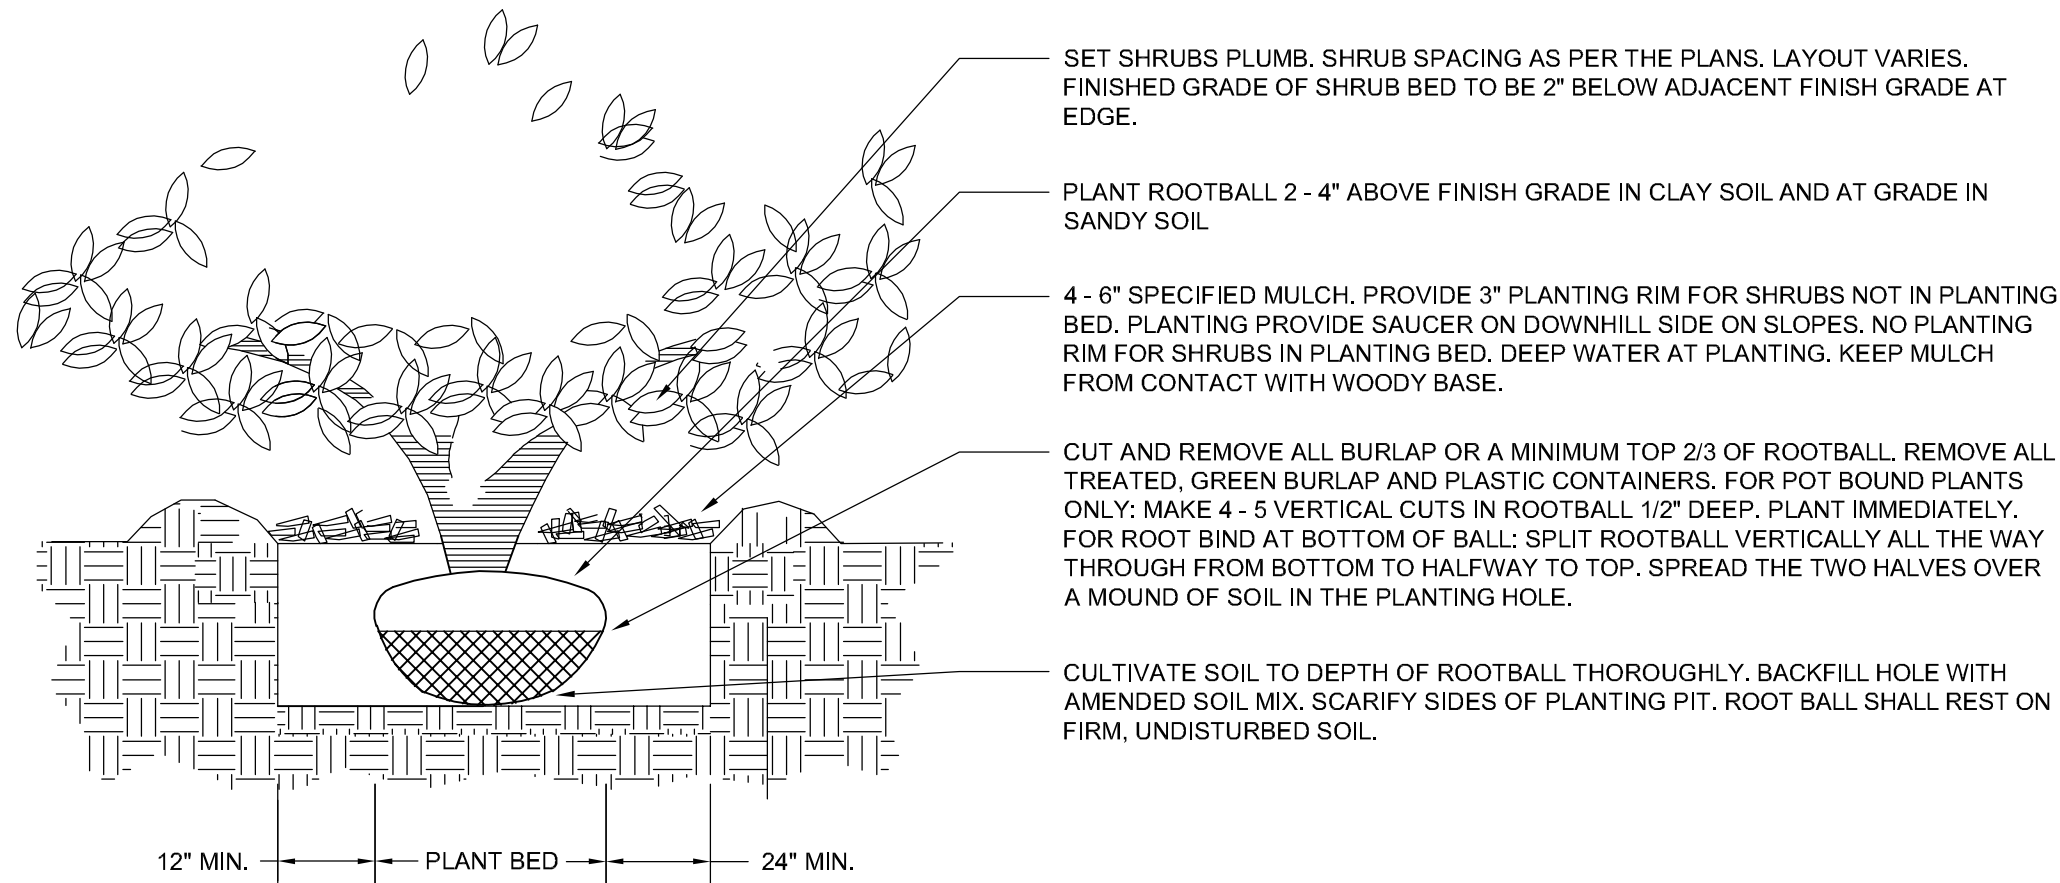 SET SHRUBS PLUMB. SHRUB SPACING AS PER THE PLANS. LAYOUT VARIES.
FINISHED GRADE OF SHRUB BED TO BE 2" BELOW ADJACENT FINISH GRADE AT
EDGE.
PLANT ROOTBALL 2 - 4" ABOVE FINISH GRADE IN CLAY SOIL AND AT GRADE IN
SANDY SOIL
4 - 6" SPECIFIED MULCH. PROVIDE 3" PLANTING RIM FOR SHRUBS NOT IN PLANTING
BED. PLANTING PROVIDE SAUCER ON DOWNHILL SIDE ON SLOPES. NO PLANTING
RIM FOR SHRUBS IN PLANTING BED. DEEP WATER AT PLANTING. KEEP MULCH
FROM CONTACT WITH WOODY BASE.
CUT AND REMOVE ALL BURLAP OR A MINIMUM TOP 2/3 OF ROOTBALL. REMOVE ALL
TREATED, GREEN BURLAP AND PLASTIC CONTAINERS. FOR POT BOUND PLANTS
ONLY: MAKE 4 - 5 VERTICAL CUTS IN ROOTBALL 1/2" DEEP. PLANT IMMEDIATELY.
FOR ROOT BIND AT BOTTOM OF BALL: SPLIT ROOTBALL VERTICALLY ALL THE WAY
THROUGH FROM BOTTOM TO HALFWAY TO TOP. SPREAD THE TWO HALVES OVER
A MOUND OF SOIL IN THE PLANTING HOLE.
CULTIVATE SOIL TO DEPTH OF ROOTBALL THOROUGHLY. BACKFILL HOLE WITH
AMENDED SOIL MIX. SCARIFY SIDES OF PLANTING PIT. ROOT BALL SHALL REST ON
FIRM, UNDISTURBED SOIL.
12" MIN. PLANT BED 24" MIN.